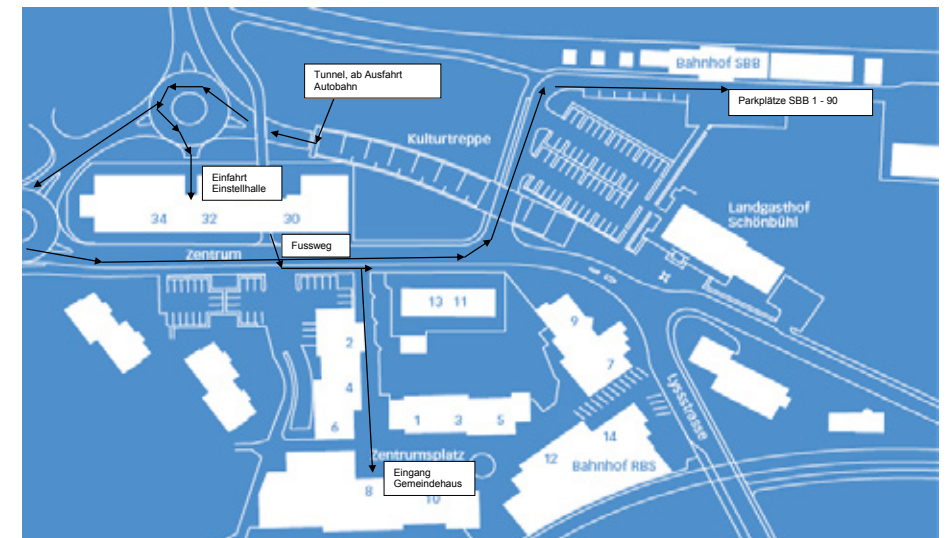 Bahnhof SBB
Tunnel, ab Ausfahrt
Autobahn
Parkplätze SBB 1 - 90
Kulturtreppe
Einfahrt
Einstellhalle
Landgasthof
Schönbühl
34
32
30
Fussweg
Zentrum
13
11
9
2
7
4
Lyssstrasse
1
3
5
6
14
Zentrumsplatz
12
Bahnhof RBS
Eingang
Gemeindehaus
8
10